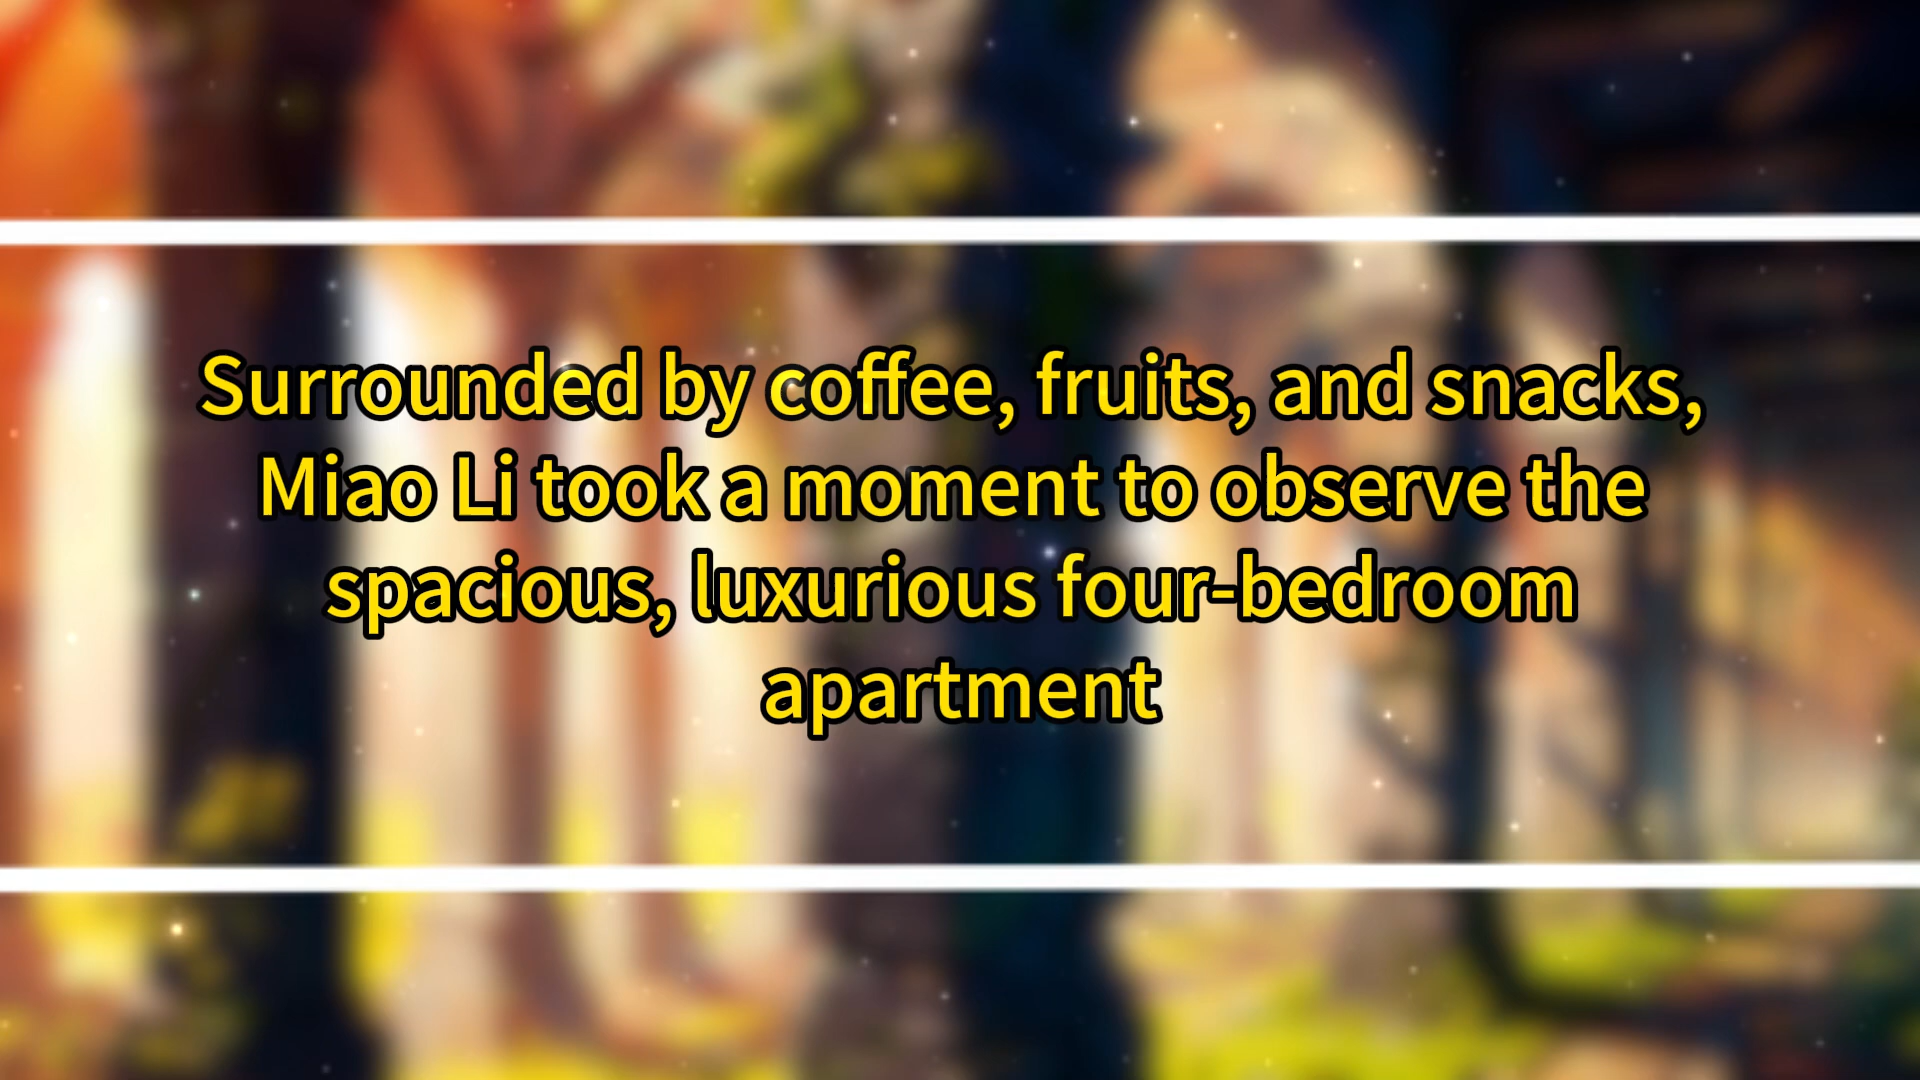 Surrounded by coffee, fruits, and snacks,
Miao Li took a moment to observe the
spacious, luxurious four-bedroom
apartment